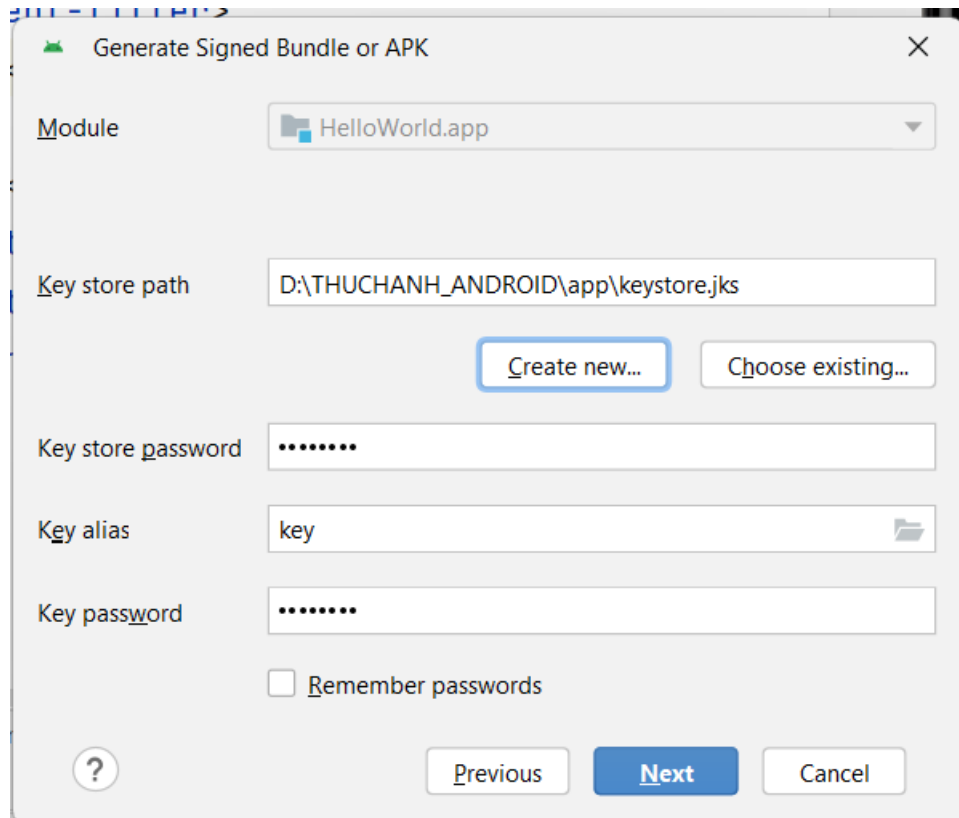 Generate Signed Bundle or APK
Module
HelloWorld.app
Key store path
D:\THUCHANH_ANDROID\app\keystore.jks
Create new...
Choose existing...
Key store password
••••••••
Key alias
key
Key password
••••••••
Remember passwords
?
Previous
Next
Cancel